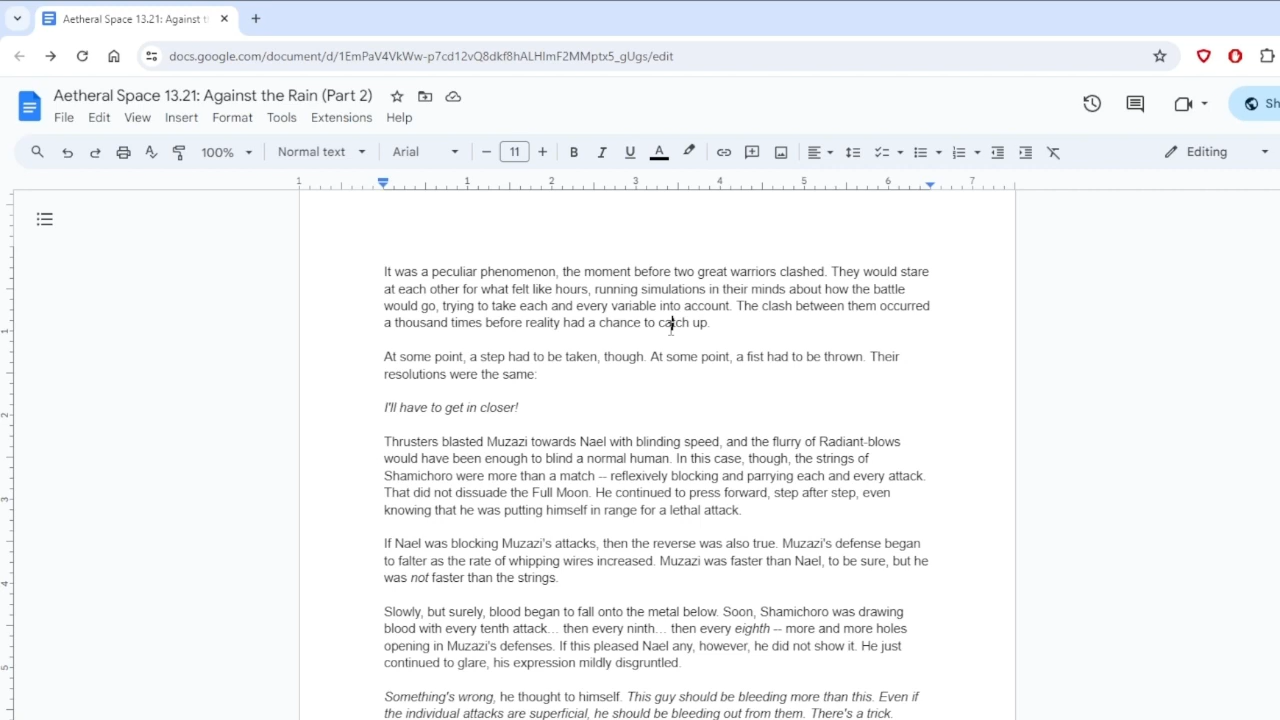 Aetheral Space 13.21: Against t
docs.google.com/document/d/1EmPaV4VkWw-p7cd12vQ8dkf8hALHImF2MMptx5_gUgs/edit
Aetheral Space 13.21: Against the Rain (Part 2)
File Edit View Insert Format Tools Extensions Help
Sh
100% Normal text Arial 11 B I U A Editing
1 1 2 3 4 5 6 7
It was a peculiar phenomenon, the moment before two great warriors clashed. They would stare
at each other for what felt like hours, running simulations in their minds about how the battle
would go, trying to take each and every variable into account. The clash between them occurred
a thousand times before reality had a chance to catch up.
At some point, a step had to be taken, though. At some point, a fist had to be thrown. Their
resolutions were the same:
I'll have to get in closer!
Thrusters blasted Muzazi towards Nael with blinding speed, and the flurry of Radiant-blows
would have been enough to blind a normal human. In this case, though, the strings of
Shamichoro were more than a match -- reflexively blocking and parrying each and every attack.
That did not dissuade the Full Moon. He continued to press forward, step after step, even
knowing that he was putting himself in range for a lethal attack.
If Nael was blocking Muzazi's attacks, then the reverse was also true. Muzazi's defense began
to falter as the rate of whipping wires increased. Muzazi was faster than Nael, to be sure, but he
was not faster than the strings.
Slowly, but surely, blood began to fall onto the metal below. Soon, Shamichoro was drawing
blood with every tenth attack… then every ninth… then every eighth -- more and more holes
opening in Muzazi's defenses. If this pleased Nael any, however, he did not show it. He just
continued to glare, his expression mildly disgruntled.
Something's wrong, he thought to himself. This guy should be bleeding more than this. Even if
the individual attacks are superficial, he should be bleeding out from them. There's a trick.
1
2
3
4
5